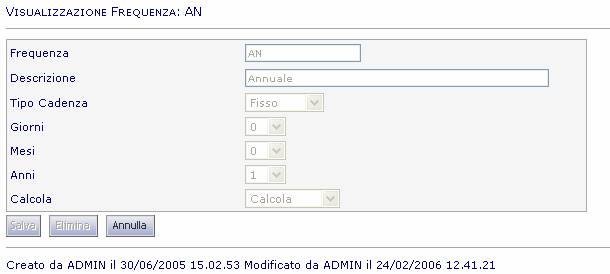 Visualizzazione Frequenza: AN
Frequenza AN
Descrizione Annuale
Tipo Cadenza Fisso
Giorni 0
Mesi 0
Anni 1
Calcola Calcola
Salva Elimina Annulla
Creato da ADMIN il 30/06/2005 15.02.53 Modificato da ADMIN il 24/02/2006 12.41.21